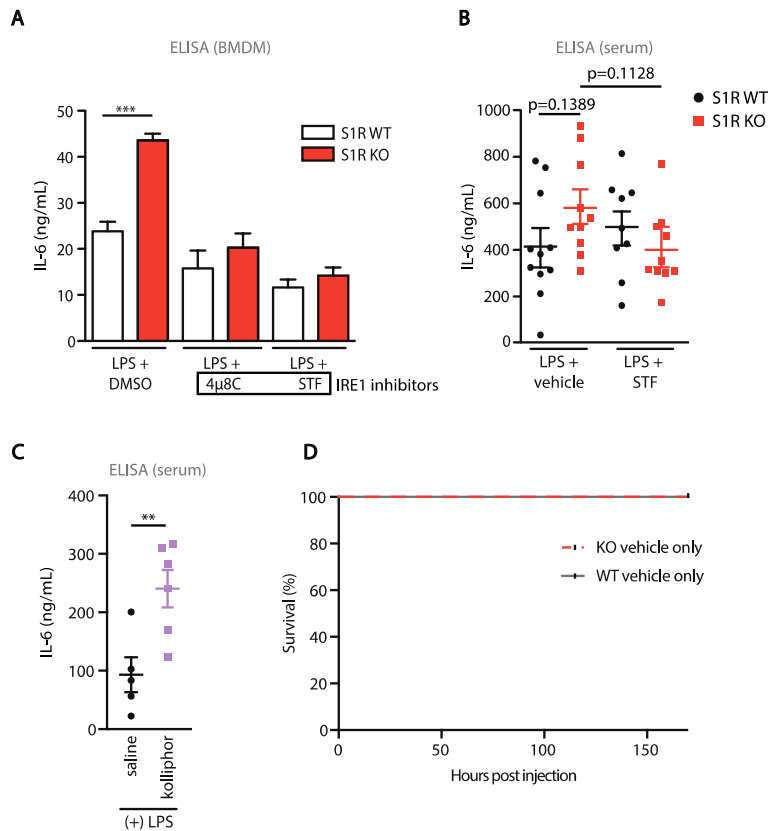 A
ELISA (BMDM)
IL-6 (ng/mL)
50
40
30
20
10
0
***
S1R WT
S1R KO
LPS +
DMSO
LPS +
4µ8C
LPS +
STF
IRE1 inhibitors
B
ELISA (serum)
p=0.1128
p=0.1389
S1R WT
S1R KO
IL-6 (ng/mL)
1000
800
600
400
200
0
LPS +
vehicle
LPS +
STF
C
ELISA (serum)
IL-6 (ng/mL)
400
300
200
100
0
**
saline
kolliphor
(+) LPS
D
Survival (%)
100
80
60
40
20
0
KO vehicle only
WT vehicle only
0
50
100
150
Hours post injection